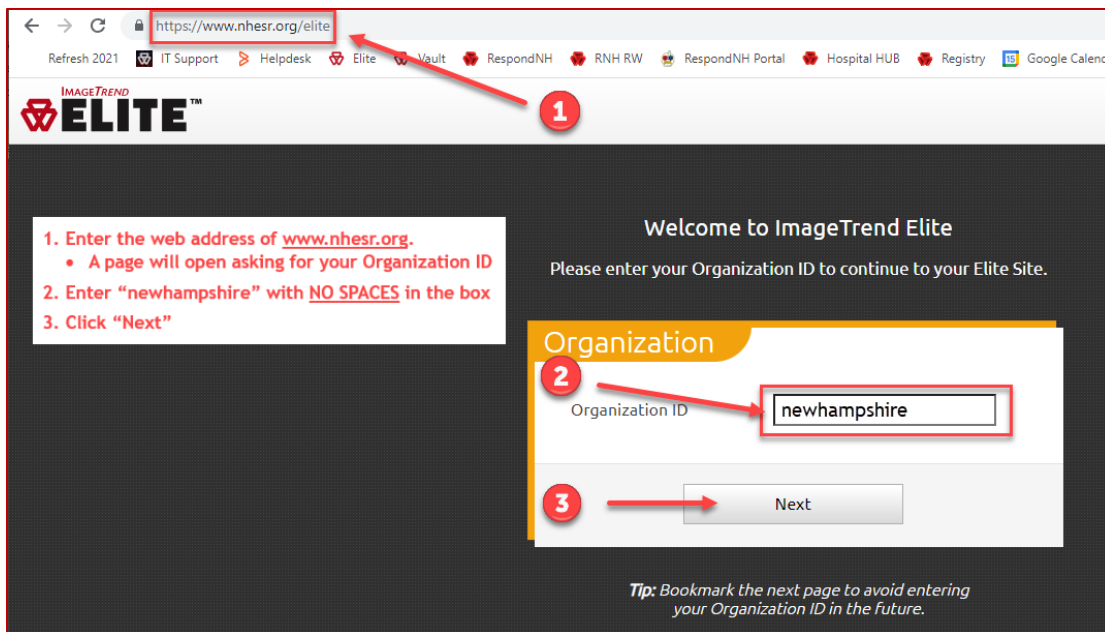 https://www.nhesr.org/elite
Refresh 2021 IT Support Helpdesk Elite Vault RespondNH RNH RW RespondNH Portal Hospital HUB Registry 15 Google Calenc
IMAGETREND
ELITE™
1
1. Enter the web address of www.nhesr.org.
• A page will open asking for your Organization ID
2. Enter “newhampshire” with NO SPACES in the box
3. Click “Next”
Welcome to ImageTrend Elite
Please enter your Organization ID to continue to your Elite Site.
Organization
2
Organization ID newhampshire
3
Next
Tip: Bookmark the next page to avoid entering
your Organization ID in the future.